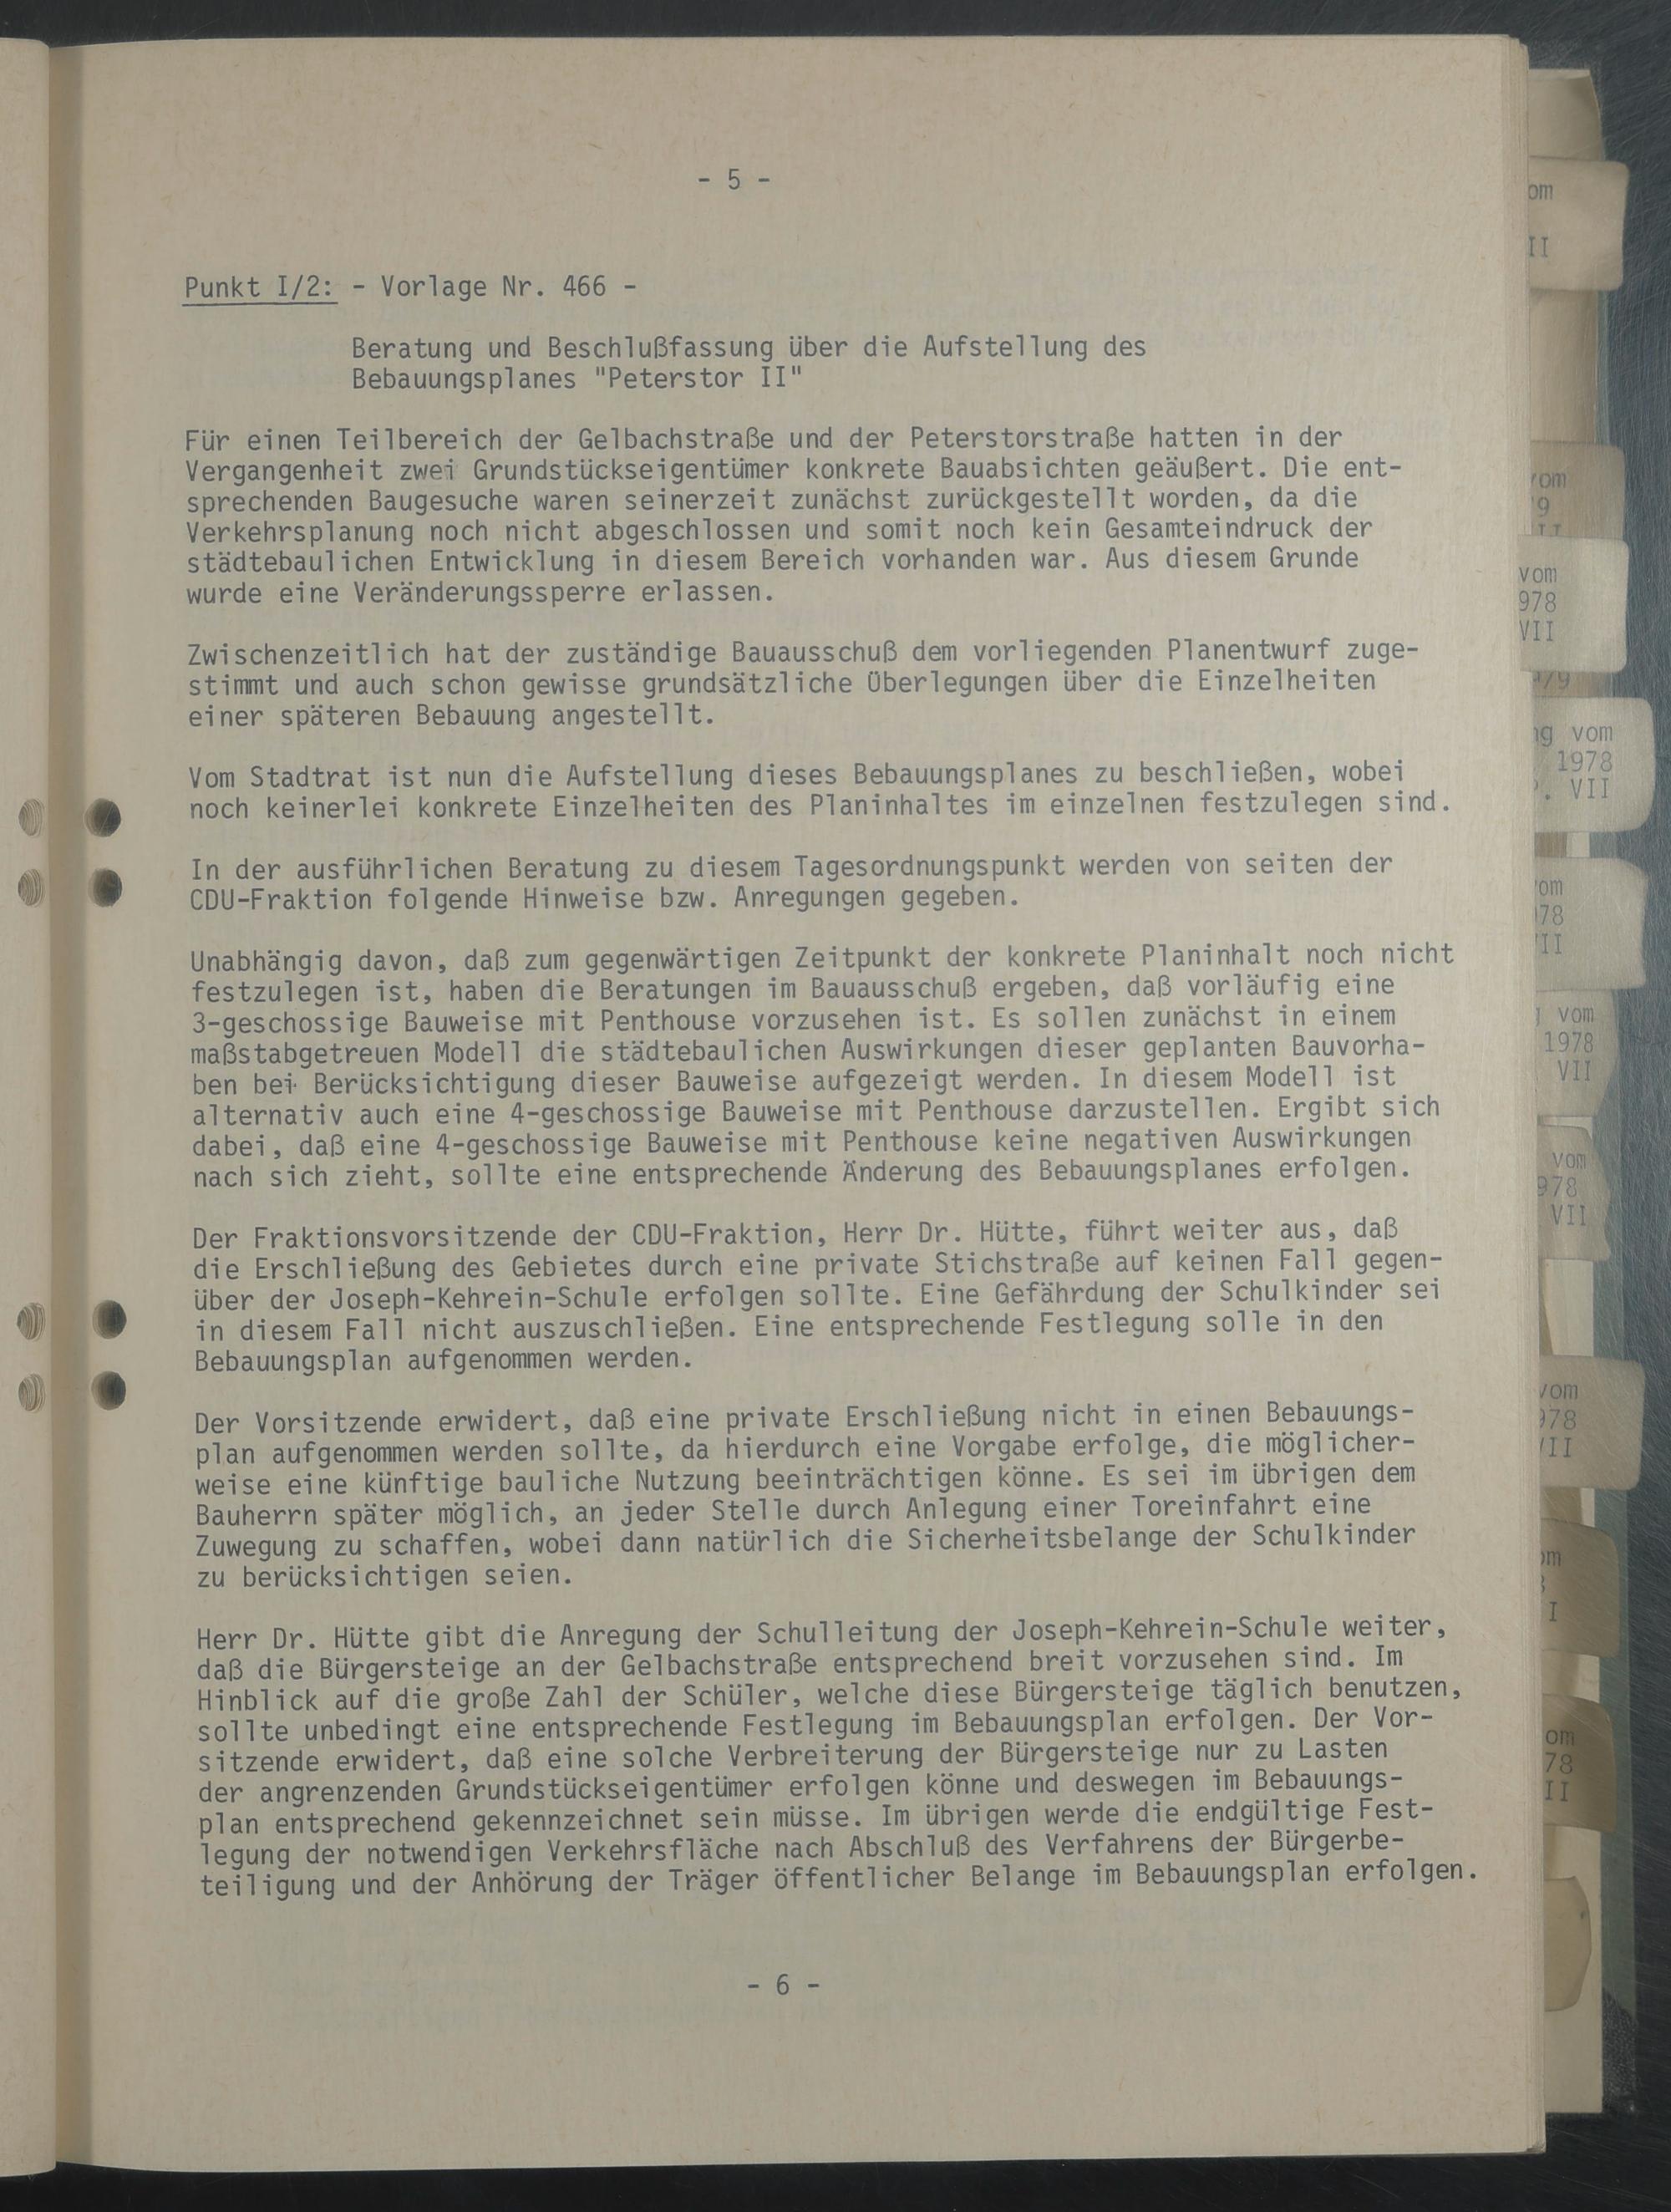 - 5 -
Punkt I/2: - Vorlage Nr. 466 -
Beratung und Beschlußfassung über die Aufstellung des
Bebauungsplanes "Peterstor II"
Für einen Teilbereich der Gelbachstraße und der Peterstorstraße hatten in der
Vergangenheit zwei Grundstückseigentümer konkrete Bauabsichten geäußert. Die ent-
sprechenden Baugesuche waren seinerzeit zunächst zurückgestellt worden, da die
Verkehrsplanung noch nicht abgeschlossen und somit noch kein Gesamteindruck der
städtebaulichen Entwicklung in diesem Bereich vorhanden war. Aus diesem Grunde
wurde eine Veränderungssperre erlassen.
Zwischenzeitlich hat der zuständige Bauausschuß dem vorliegenden Planentwurf zuge-
stimmt und auch schon gewisse grundsätzliche Überlegungen über die Einzelheiten
einer späteren Bebauung angestellt.
Vom Stadtrat ist nun die Aufstellung dieses Bebauungsplanes zu beschließen, wobei
noch keinerlei konkrete Einzelheiten des Planinhaltes im einzelnen festzulegen sind.
In der ausführlichen Beratung zu diesem Tagesordnungspunkt werden von seiten der
CDU-Fraktion folgende Hinweise bzw. Anregungen gegeben.
Unabhängig davon, daß zum gegenwärtigen Zeitpunkt der konkrete Planinhalt noch nicht
festzulegen ist, haben die Beratungen im Bauausschuß ergeben, daß vorläufig eine
3-geschossige Bauweise mit Penthouse vorzusehen ist. Es sollen zunächst in einem
maßstabgetreuen Modell die städtebaulichen Auswirkungen dieser geplanten Bauvorha-
ben bei Berücksichtigung dieser Bauweise aufgezeigt werden. In diesem Modell ist
alternativ auch eine 4-geschossige Bauweise mit Penthouse darzustellen. Ergibt sich
dabei, daß eine 4-geschossige Bauweise mit Penthouse keine negativen Auswirkungen
nach sich zieht, sollte eine entsprechende Änderung des Bebauungsplanes erfolgen.
Der Fraktionsvorsitzende der CDU-Fraktion, Herr Dr. Hütte, führt weiter aus, daß
die Erschließung des Gebietes durch eine private Stichstraße auf keinen Fall gegen-
über der Joseph-Kehrein-Schule erfolgen sollte. Eine Gefährdung der Schulkinder sei
in diesem Fall nicht auszuschließen. Eine entsprechende Festlegung solle in den
Bebauungsplan aufgenommen werden.
Der Vorsitzende erwidert, daß eine private Erschließung nicht in einen Bebauungs-
plan aufgenommen werden sollte, da hierdurch eine Vorgabe erfolge, die möglicher-
weise eine künftige bauliche Nutzung beeinträchtigen könne. Es sei im übrigen dem
Bauherrn später möglich, an jeder Stelle durch Anlegung einer Toreinfahrt eine
Zuwegung zu schaffen, wobei dann natürlich die Sicherheitsbelange der Schulkinder
zu berücksichtigen seien.
Herr Dr. Hütte gibt die Anregung der Schulleitung der Joseph-Kehrein-Schule weiter,
daß die Bürgersteige an der Gelbachstraße entsprechend breit vorzusehen sind. Im
Hinblick auf die große Zahl der Schüler, welche diese Bürgersteige täglich benutzen,
sollte unbedingt eine entsprechende Festlegung im Bebauungsplan erfolgen. Der Vor-
sitzende erwidert, daß eine solche Verbreiterung der Bürgersteige nur zu Lasten
der angrenzenden Grundstückseigentümer erfolgen könne und deswegen im Bebauungs-
plan entsprechend gekennzeichnet sein müsse. Im übrigen werde die endgültige Fest-
legung der notwendigen Verkehrsfläche nach Abschluß des Verfahrens der Bürgerbe-
teiligung und der Anhörung der Träger öffentlicher Belange im Bebauungsplan erfolgen.
- 6 -
vom
978
VII
vom
1978
VII
vom
1978
VII
vom
978
VII